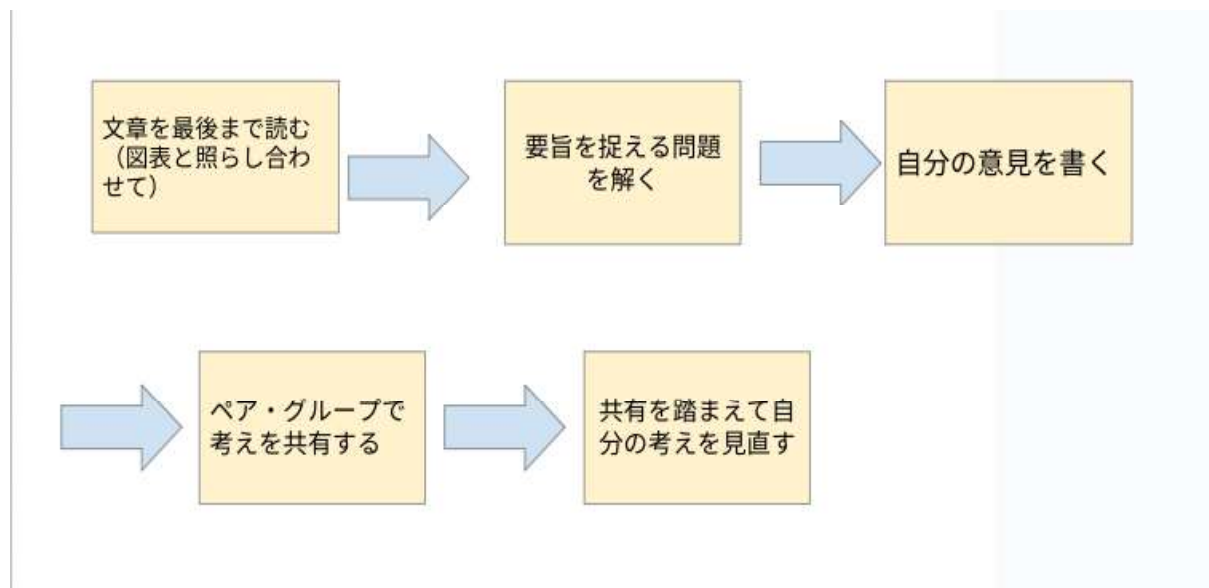 文章を最後まで読む
（図表と照らし合わ
せて）
要旨を捉える問題
を解く
自分の意見を書く
ペア・グループで
考えを共有する
共有を踏まえて自
分の考えを見直す